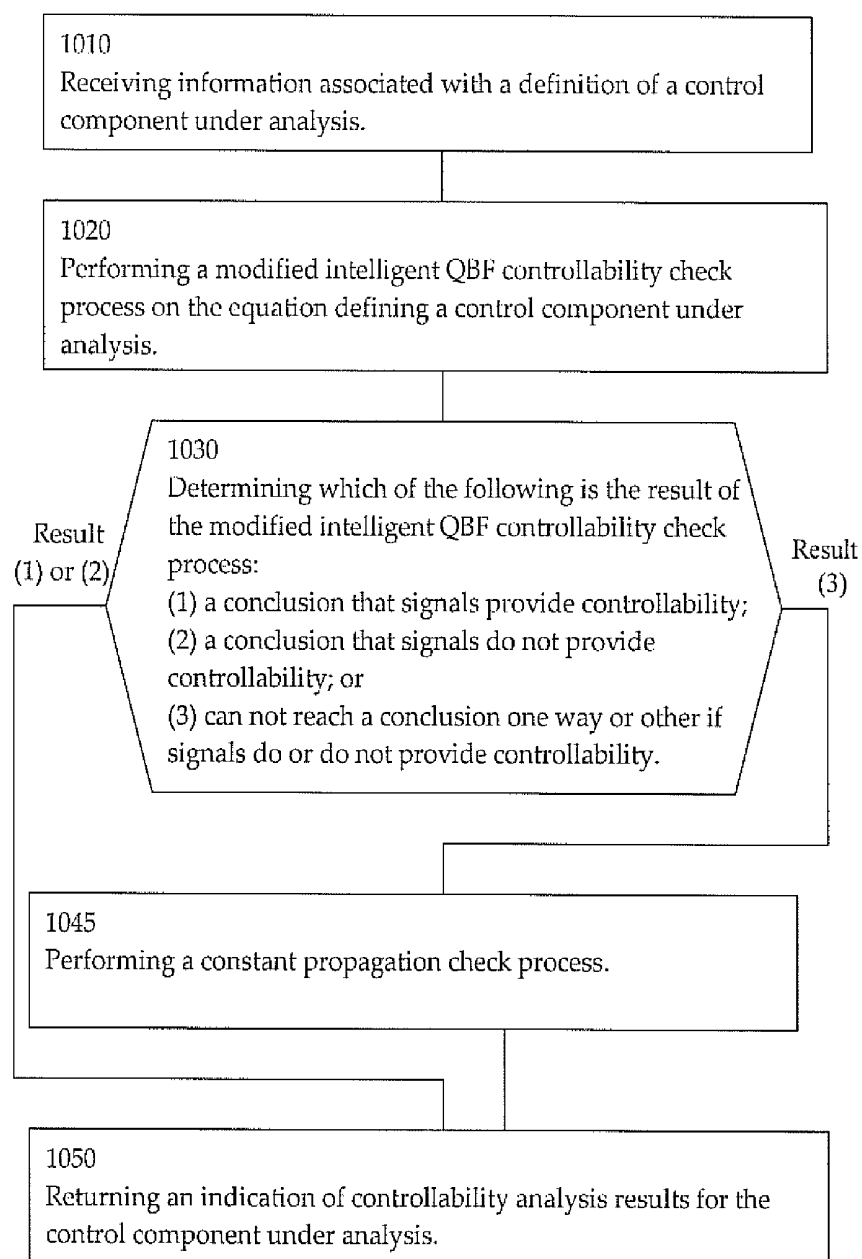 1010
Receiving information associated with a definition of a control
component under analysis.
1020
Performing a modified intelligent QBF controllability check
process on the equation defining a control component under
analysis.
1030
Determining which of the following is the result of
the modified intelligent QBF controllability check
process:
(1) a conclusion that signals provide controllability;
(2) a conclusion that signals do not provide
controllability; or
(3) can not reach a conclusion one way or other if
signals do or do not provide controllability.
Result
(1) or (2)
Result
(3)
1045
Performing a constant propagation check process.
1050
Returning an indication of controllability analysis results for the
control component under analysis.